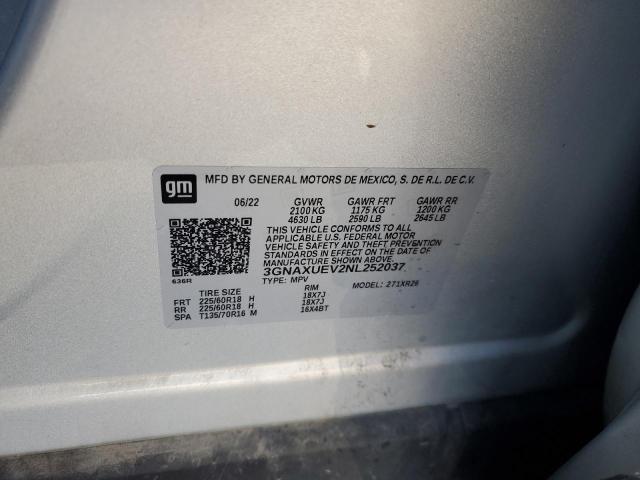 gm
MFD BY GENERAL MOTORS DE MEXICO, S. DE R.L. DE C.V.
06/22 GVWR GAWR FRT GAWR RR
2100 KG 1175 KG 1200 KG
4630 LB 2590 LB 2645 LB
THIS VEHICLE CONFORMS TO ALL
APPLICABLE U.S. FEDERAL MOTOR
VEHICLE SAFETY AND THEFT PREVENTION
STANDARDS IN EFFECT ON THE DATE OF
MANUFACTURE SHOWN ABOVE.
3GNAXUEV2NL252037
636R
TYPE: MPV MODEL: 271XR26
TIRE SIZE RIM
FRT 225/60R18 H 18X7J
RR 225/60R18 H 18X7J
SPA T135/70R16 M 16X4BT